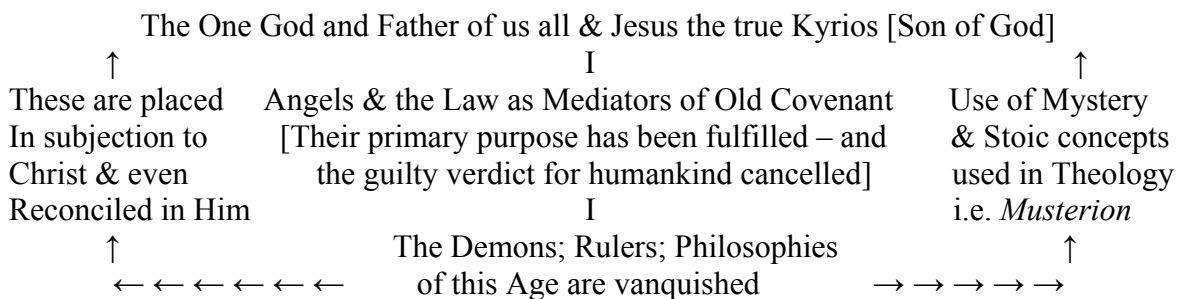 The One God and Father of us all & Jesus the true Kyrios [Son of God]
↑ I ↑
These are placed Angels & the Law as Mediators of Old Covenant Use of Mystery
In subjection to [Their primary purpose has been fulfilled – and & Stoic concepts
Christ & even the guilty verdict for humankind cancelled] used in Theology
Reconciled in Him I i.e. Musterion
↑ The Demons; Rulers; Philosophies ↑
← ← ← ← ← ← of this Age are vanquished → → → → →